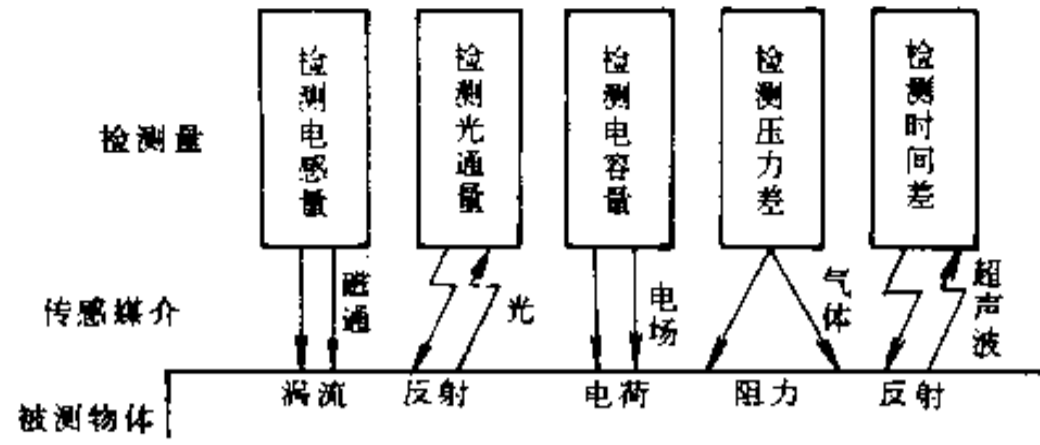 检测电感量
检测光通量
检测电容量
检测压力差
检测时间差
检测量
磁通
光
电场
气体
超声波
传感媒介
涡流
反射
电荷
阻力
反射
被测物体